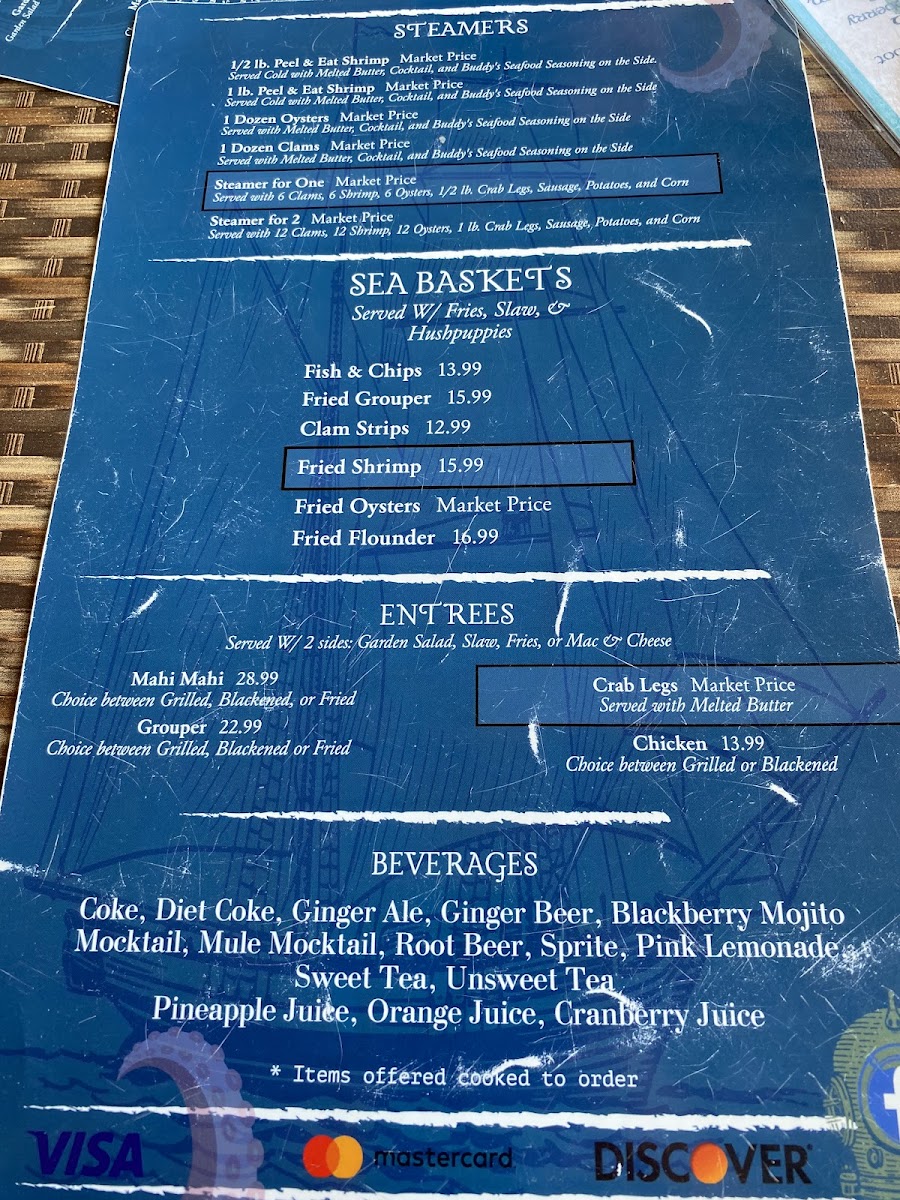 Garden Salad
STEAMERS
1/2 lb. Peel & Eat Shrimp Market Price
Served Cold with Melted Butter, Cocktail, and Buddy's Seafood Seasoning on the Side.
1 lb. Peel & Eat Shrimp Market Price
Served Cold with Melted Butter, Cocktail, and Buddy's Seafood Seasoning on the Side
1 Dozen Oysters Market Price
Served with Melted Butter, Cocktail, and Buddy's Seafood Seasoning on the Side
1 Dozen Clams Market Price
Served with Melted Butter, Cocktail, and Buddy's Seafood Seasoning on the Side
Steamer for One Market Price
Served with 6 Clams, 6 Shrimp, 6 Oysters, 1/2 lb. Crab Legs, Sausage, Potatoes, and Corn
Steamer for 2 Market Price
Served with 12 Clams, 12 Shrimp, 12 Oysters, 1 lb. Crab Legs, Sausage, Potatoes, and Corn
SEA BASKETS
Served W/ Fries, Slaw, &
Hushpuppies
Fish & Chips 13.99
Fried Grouper 15.99
Clam Strips 12.99
Fried Shrimp 15.99
Fried Oysters Market Price
Fried Flounder 16.99
ENTREES
Served W/ 2 sides: Garden Salad, Slaw, Fries, or Mac & Cheese
Mahi Mahi 28.99
Choice between Grilled, Blackened, or Fried
Grouper 22.99
Choice between Grilled, Blackened or Fried
Crab Legs Market Price
Served with Melted Butter
Chicken 13.99
Choice between Grilled or Blackened
BEVERAGES
Coke, Diet Coke, Ginger Ale, Ginger Beer, Blackberry Mojito
Mocktail, Mule Mocktail, Root Beer, Sprite, Pink Lemonade
Sweet Tea, Unsweet Tea
Pineapple Juice, Orange Juice, Cranberry Juice
* Items offered cooked to order
VISA
mastercard
DISCOVER
f